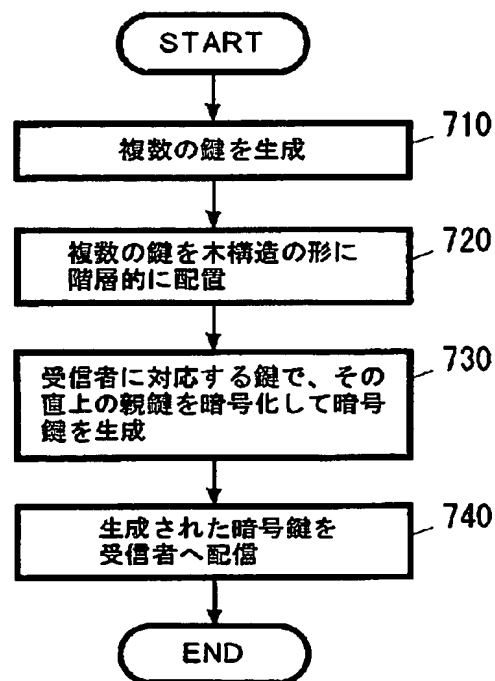 START
複数の鍵を生成
710
複数の鍵を木構造の形に
階層的に配置
720
受信者に対応する鍵で、その
直上の親鍵を暗号化して暗号
鍵を生成
730
生成された暗号鍵を
受信者へ配信
740
END